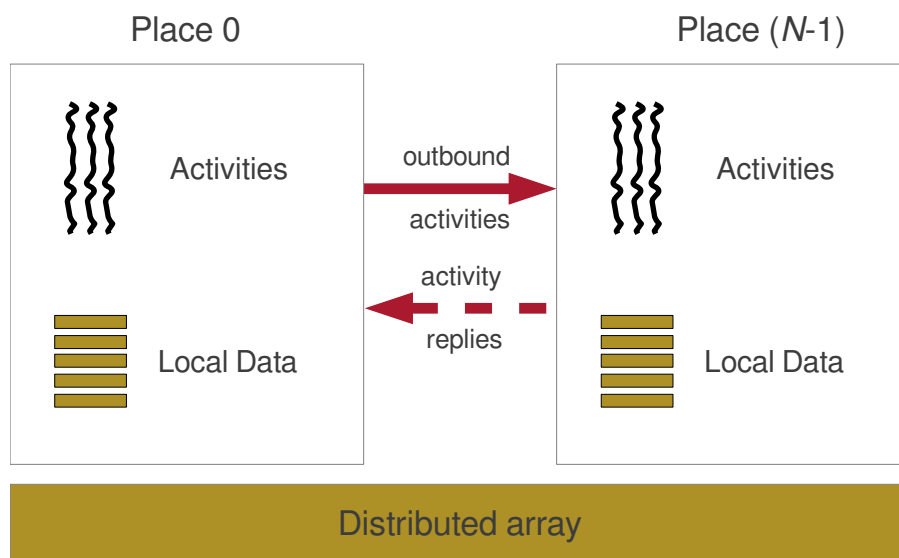 Place 0
Place (N-1)
Activities
outbound
activities
Activities
activity
replies
Local Data
Local Data
Distributed array